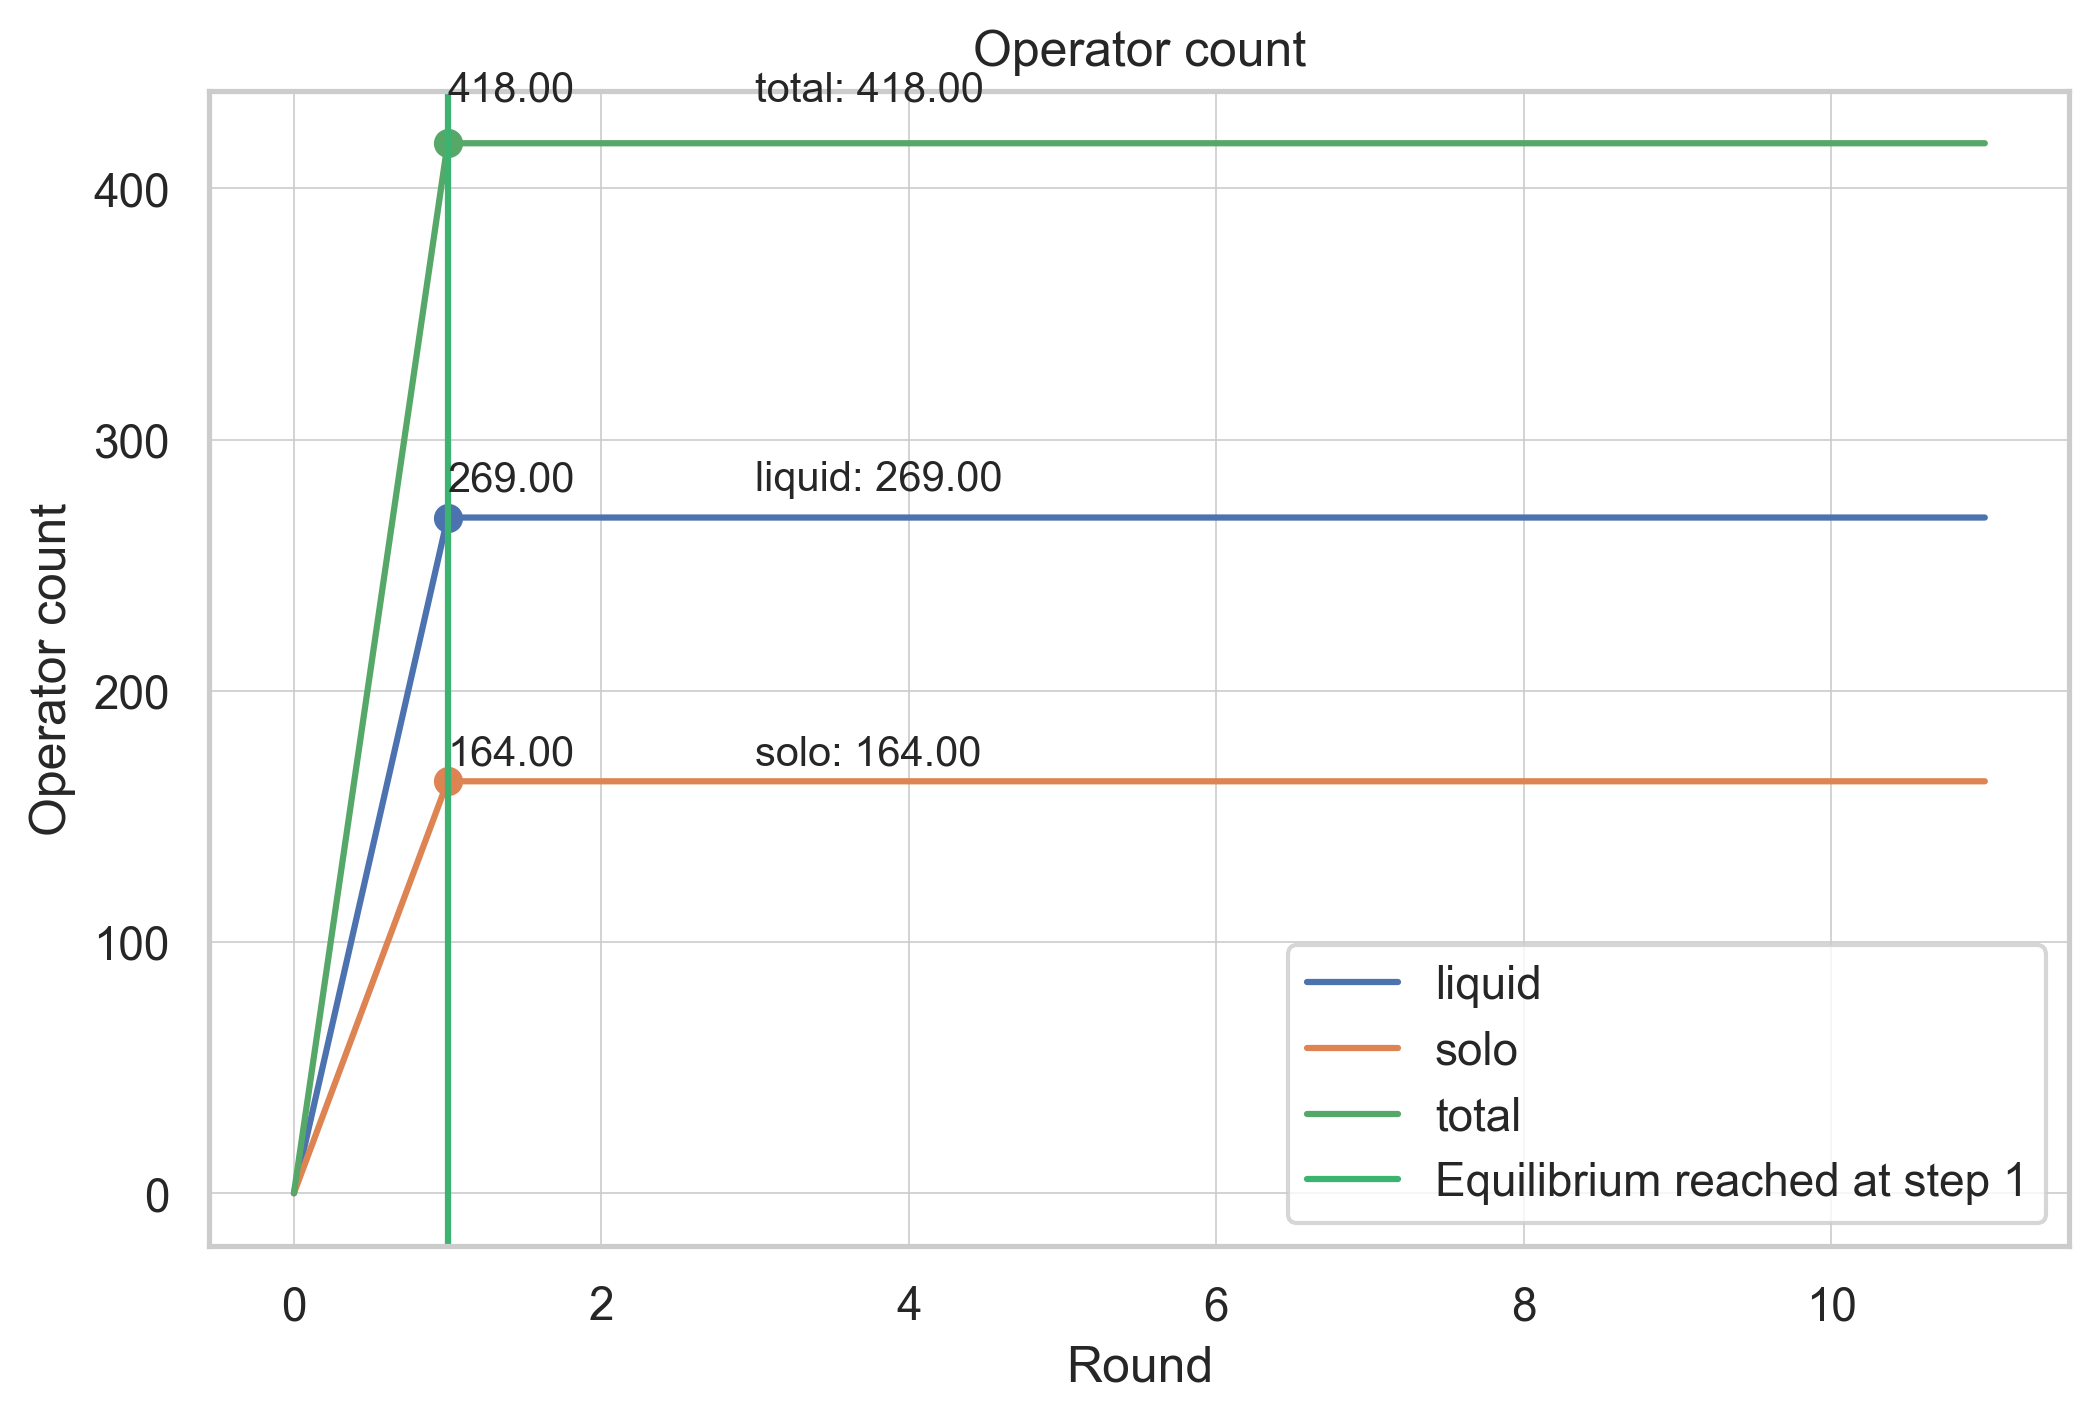 Operator count
418.00
total: 418.00
400
300
269.00
liquid: 269.00
200
164.00
solo: 164.00
100
0
Operator count
liquid
solo
total
Equilibrium reached at step 1
0
2
4
6
8
10
Round